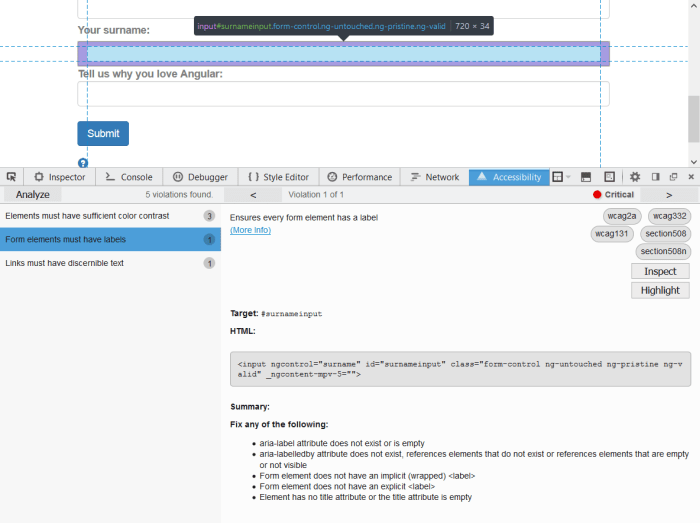 Your surname:
input#surnameinput.form-control.ng-untouched.ng-pristine.ng-valid | 720 × 34
Tell us why you love Angular:
Submit
?
Inspector Console Debugger { } Style Editor Performance Network Accessibility
Analyze 5 violations found. < Violation 1 of 1 Critical >
Elements must have sufficient color contrast 3
Form elements must have labels 1
Links must have discernible text 1
Ensures every form element has a label
(More Info)
wcag2a wcag332
wcag131 section508
section508n
Inspect
Highlight
Target: #surnameinput
HTML:
<input ngcontrol="surname" id="surnameinput" class="form-control ng-untouched ng-pristine ng-v
alid" _ngcontent-mpv-5="">
Summary:
Fix any of the following:
• aria-label attribute does not exist or is empty
• aria-labelledby attribute does not exist, references elements that do not exist or references elements that are empty
or not visible
• Form element does not have an implicit (wrapped) <label>
• Form element does not have an explicit <label>
• Element has no title attribute or the title attribute is empty